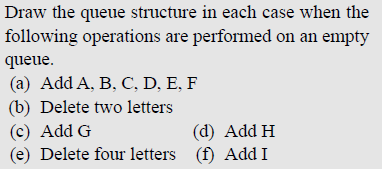 Draw the queue structure in each case when the
following operations are performed on an empty
queue.
(a) Add A, B, C, D, E, F
(b) Delete two letters
(c) Add G (d) Add H
(e) Delete four letters (f) Add I